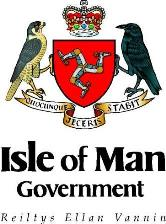 QUOCUNQUE
JECERIS
STABIT
Isle of Man
Government
Reiltys Ellan Vannin